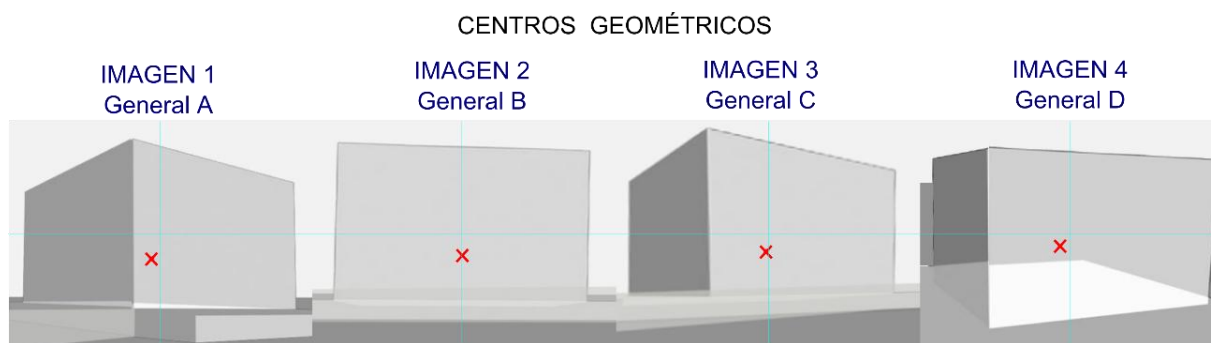 CENTROS GEOMÉTRICOS
IMAGEN 1
General A
IMAGEN 2
General B
IMAGEN 3
General C
IMAGEN 4
General D